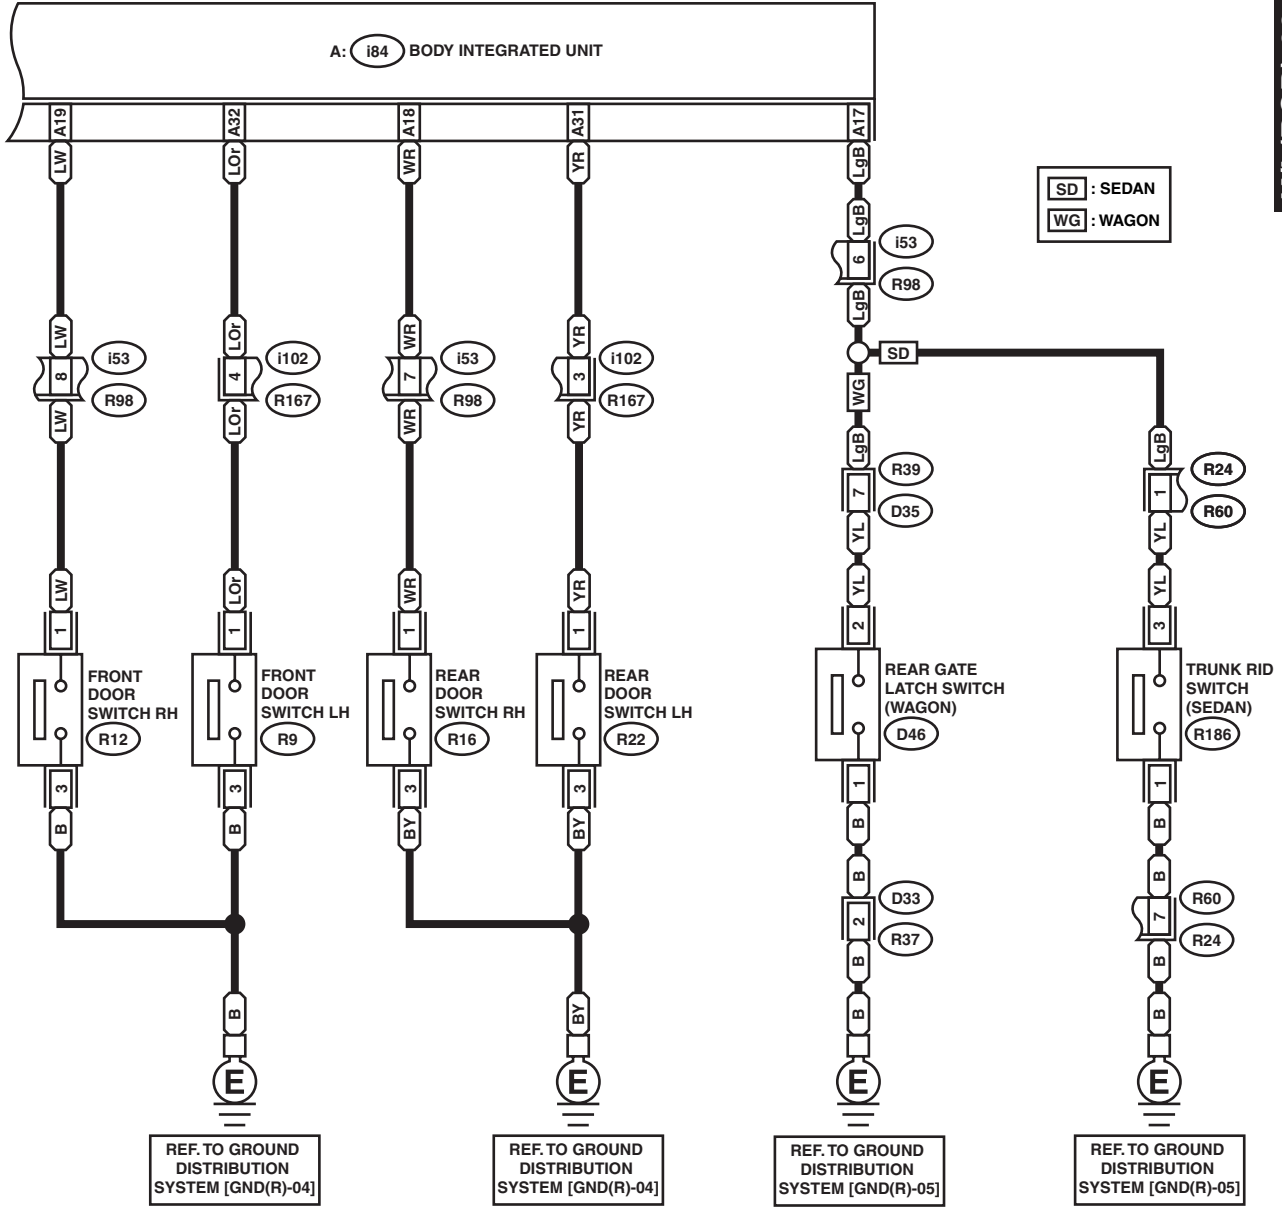 A: i84 BODY INTEGRATED UNIT
A19 A32 A18 A31 A17
LW LOr WR YR LgB
SD : SEDAN
WG : WAGON
LgB
6 i53
R98
LgB
LW LOr WR YR
SD
8 i53 4 i102 7 i53 3 i102
WG
R98 R167 R98 R167
LW LOr WR YR
LgB LgB
7 R39 1 R24
D35 R60
YL YL
LW LOr WR YR YL YL
1 1 1 1 2 3
FRONT
DOOR
SWITCH RH
R12
FRONT
DOOR
SWITCH LH
R9
REAR
DOOR
SWITCH RH
R16
REAR
DOOR
SWITCH LH
R22
REAR GATE
LATCH SWITCH
(WAGON)
D46
TRUNK RID
SWITCH
(SEDAN)
R186
3 3 3 3 1 1
B B BY BY B B
B B
2 D33 7 R60
R37 R24
B B
B BY B B
E E E E
REF. TO GROUND
DISTRIBUTION
SYSTEM [GND(R)-04]
REF. TO GROUND
DISTRIBUTION
SYSTEM [GND(R)-04]
REF. TO GROUND
DISTRIBUTION
SYSTEM [GND(R)-05]
REF. TO GROUND
DISTRIBUTION
SYSTEM [GND(R)-05]